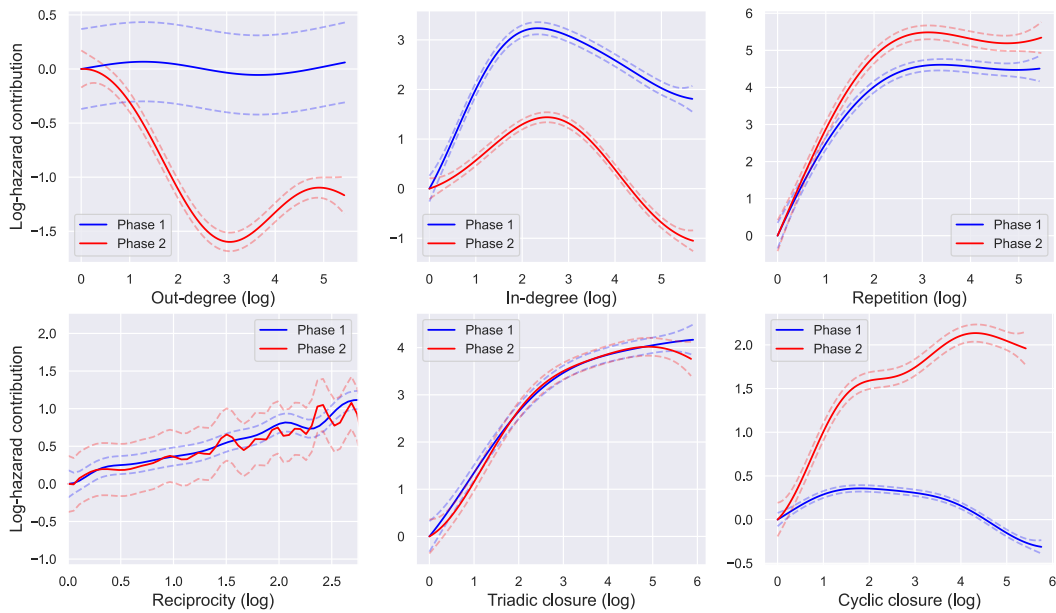 Log-hazarad contribution
0.5
0.0
−0.5
−1.0
−1.5
Phase 1
Phase 2
0 1 2 3 4 5
Out-degree (log)
3
2
1
0
−1
Phase 1
Phase 2
0 1 2 3 4 5
In-degree (log)
6
5
4
3
2
1
0
Phase 1
Phase 2
0 1 2 3 4 5
Repetition (log)
Log-hazarad contribution
2.0
1.5
1.0
0.5
0.0
−0.5
−1.0
Phase 1
Phase 2
0.0 0.5 1.0 1.5 2.0 2.5
Reciprocity (log)
4
3
2
1
0
Phase 1
Phase 2
0 1 2 3 4 5 6
Triadic closure (log)
2.0
1.5
1.0
0.5
0.0
−0.5
Phase 1
Phase 2
0 1 2 3 4 5 6
Cyclic closure (log)